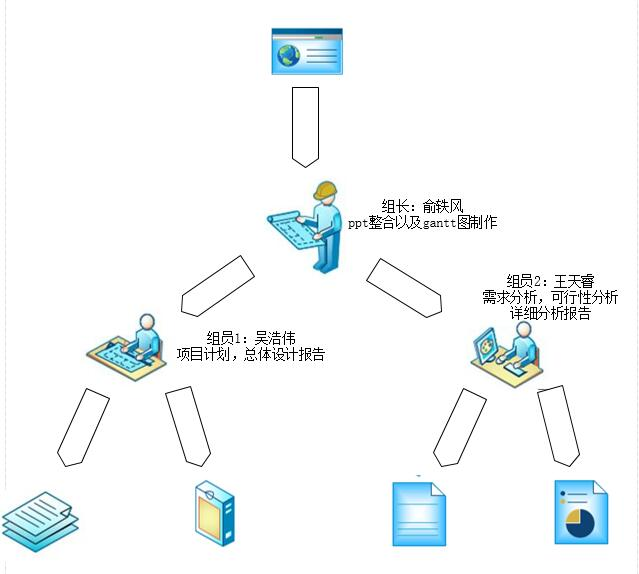 组长：俞轶风
ppt整合以及gantt图制作
组员2：王天睿
需求分析，可行性分析
详细分析报告
组员1：吴浩伟
项目计划，总体设计报告